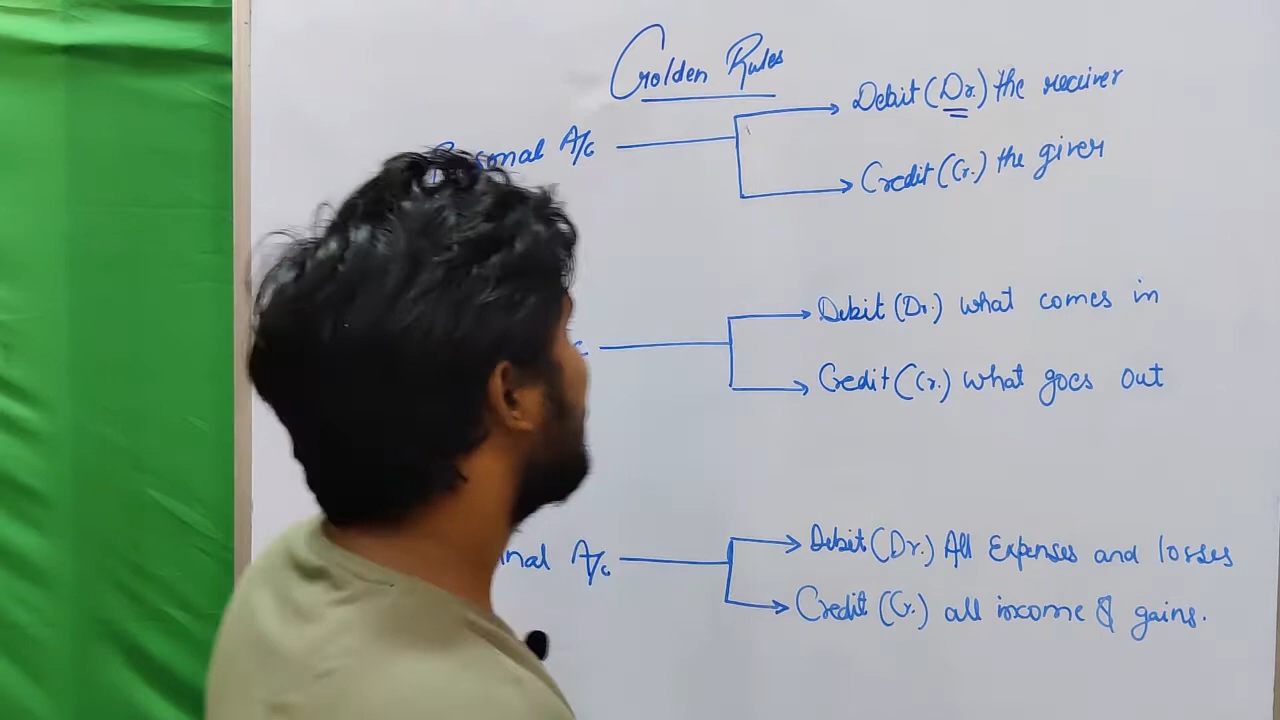 Golden Rules
Personal A/c
Debit (Dr.) the reciver
Credit (Cr.) the giver
Debit (Dr.) what comes in
Credit (Cr.) what goes out
A/c
Debit (Dr.) All Expenses and losses
Credit (Cr.) all income & gains.